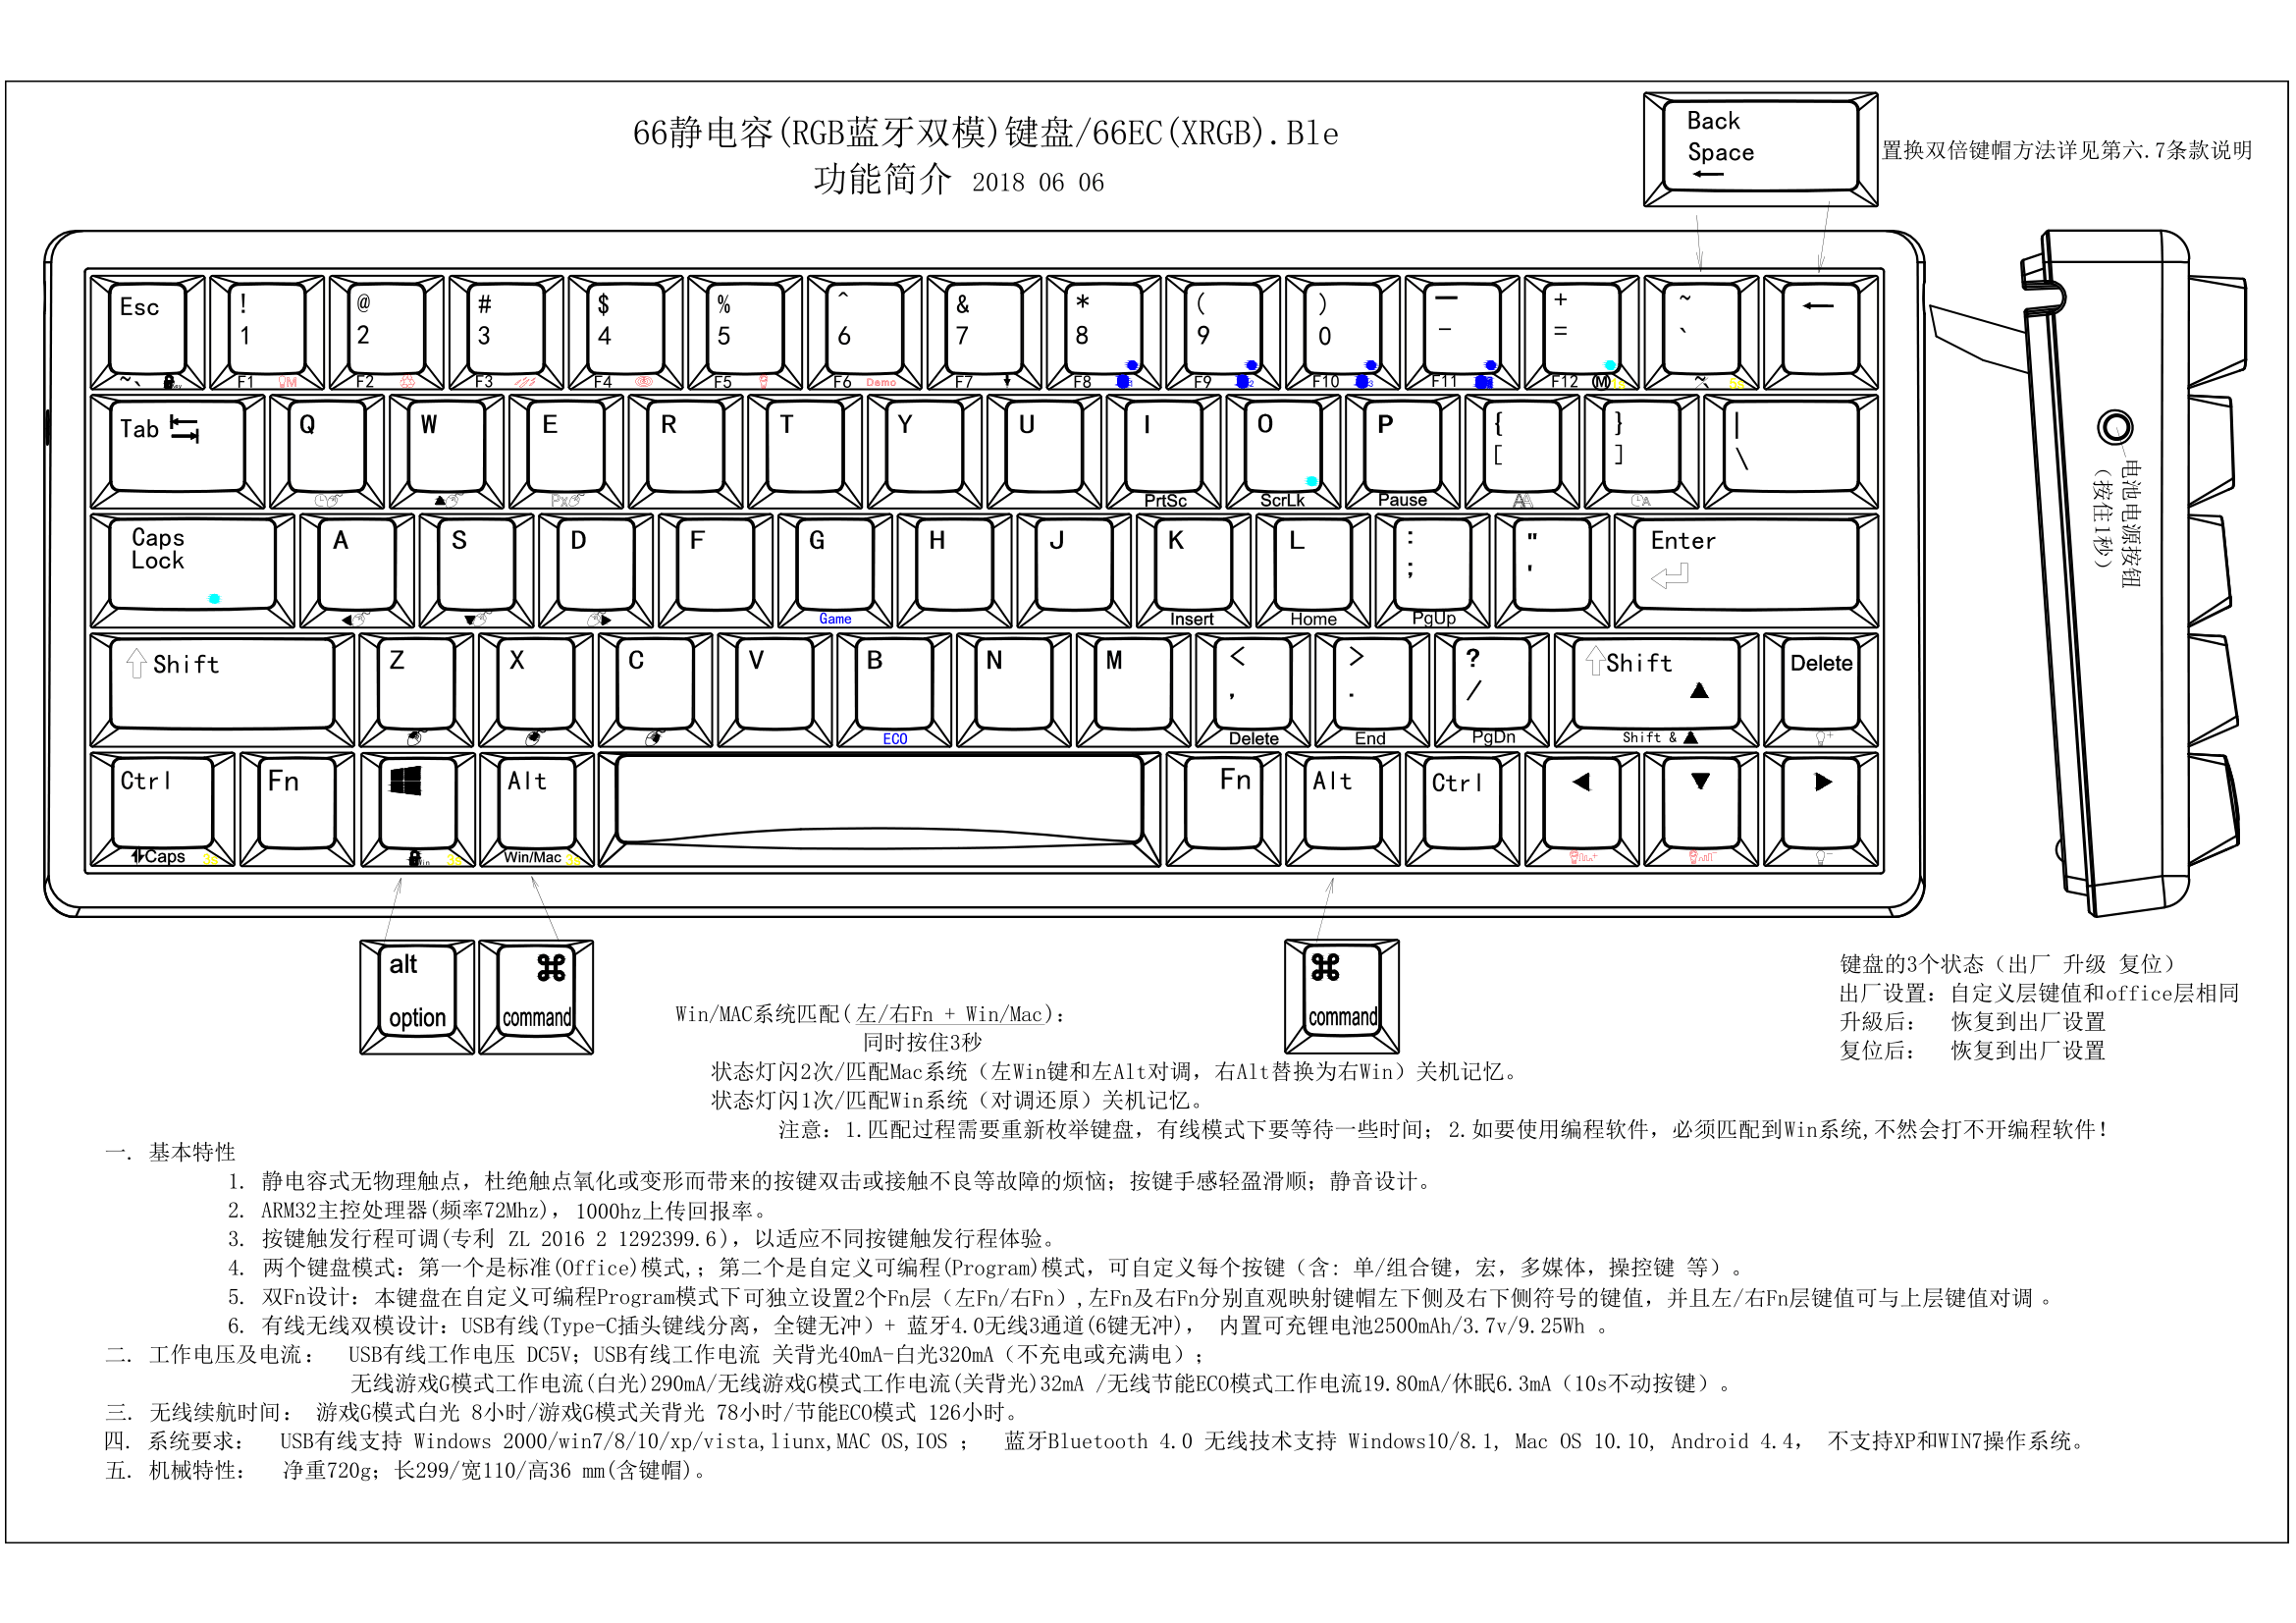 66静电容(RGB蓝牙双模)键盘/66EC(XRGB).Ble
功能简介 2018 06 06
Back
Space
置换双倍键帽方法详见第六.7条款说明
Esc ! 1 @ 2 # 3 $ 4 % 5 ^ 6 & 7 * 8 ( 9 ) 0 — - + = ~ ` ←
~、 F1 M F2 F3 F4 F5 F6 Demo F7 F8 F9 F10 F11 F12 M 5s
Tab Q W E R T Y U I O P { [ } ] | \
Px PrtSc ScrLk Pause A A
Caps Lock A S D F G H J K L : ; " ' Enter
Game Insert Home PgUp
Shift Z X C V B N M < , > . ? / Shift ▲ Delete
ECO Delete End PgDn Shift & ▲
Ctrl Fn Alt Fn Alt Ctrl ◀ ▼ ▶
Caps 3s Win 3s Win/Mac 3s
电池电源按钮
(按住1秒)
alt
option
⌘
command
⌘
command
键盘的3个状态（出厂 升级 复位）
出厂设置：自定义层键值和office层相同
升級后： 恢复到出厂设置
复位后： 恢复到出厂设置
Win/MAC系统匹配(左/右Fn + Win/Mac)：
同时按住3秒
状态灯闪2次/匹配Mac系统（左Win键和左Alt对调，右Alt替换为右Win）关机记忆。
状态灯闪1次/匹配Win系统（对调还原）关机记忆。
注意：1.匹配过程需要重新枚举键盘，有线模式下要等待一些时间；2.如要使用编程软件，必须匹配到Win系统,不然会打不开编程软件！
一. 基本特性
1. 静电容式无物理触点，杜绝触点氧化或变形而带来的按键双击或接触不良等故障的烦恼；按键手感轻盈滑顺；静音设计。
2. ARM32主控处理器(频率72Mhz)，1000hz上传回报率。
3. 按键触发行程可调(专利 ZL 2016 2 1292399.6)，以适应不同按键触发行程体验。
4. 两个键盘模式：第一个是标准(Office)模式,；第二个是自定义可编程(Program)模式，可自定义每个按键（含: 单/组合键，宏，多媒体，操控键 等）。
5. 双Fn设计：本键盘在自定义可编程Program模式下可独立设置2个Fn层（左Fn/右Fn）,左Fn及右Fn分别直观映射键帽左下侧及右下侧符号的键值，并且左/右Fn层键值可与上层键值对调 。
6. 有线无线双模设计：USB有线(Type-C插头键线分离，全键无冲）+ 蓝牙4.0无线3通道(6键无冲)， 内置可充锂电池2500mAh/3.7v/9.25Wh 。
二. 工作电压及电流： USB有线工作电压 DC5V；USB有线工作电流 关背光40mA-白光320mA（不充电或充满电）；
无线游戏G模式工作电流(白光)290mA/无线游戏G模式工作电流(关背光)32mA /无线节能ECO模式工作电流19.80mA/休眠6.3mA（10s不动按键）。
三. 无线续航时间： 游戏G模式白光 8小时/游戏G模式关背光 78小时/节能ECO模式 126小时。
四. 系统要求： USB有线支持 Windows 2000/win7/8/10/xp/vista,liunx,MAC OS,IOS ； 蓝牙Bluetooth 4.0 无线技术支持 Windows10/8.1, Mac OS 10.10, Android 4.4， 不支持XP和WIN7操作系统。
五. 机械特性： 净重720g；长299/宽110/高36 mm(含键帽)。